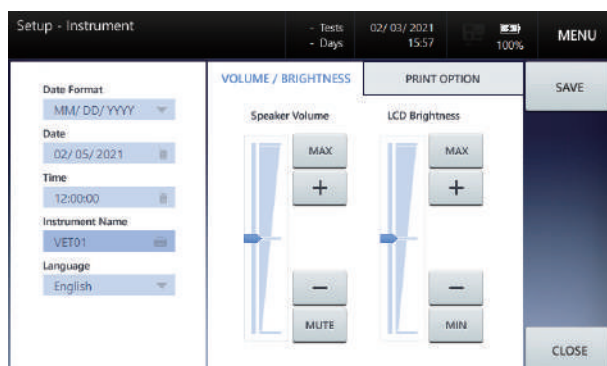 Setup - Instrument
- Tests
- Days
02/ 03/ 2021
15:57
100%
MENU
Date Format
MM/ DD/ YYYY
Date
02/ 05/ 2021
Time
12:00:00
Instrument Name
VET01
Language
English
VOLUME / BRIGHTNESS
PRINT OPTION
Speaker Volume
MAX
+
−
MUTE
LCD Brightness
MAX
+
−
MIN
SAVE
CLOSE